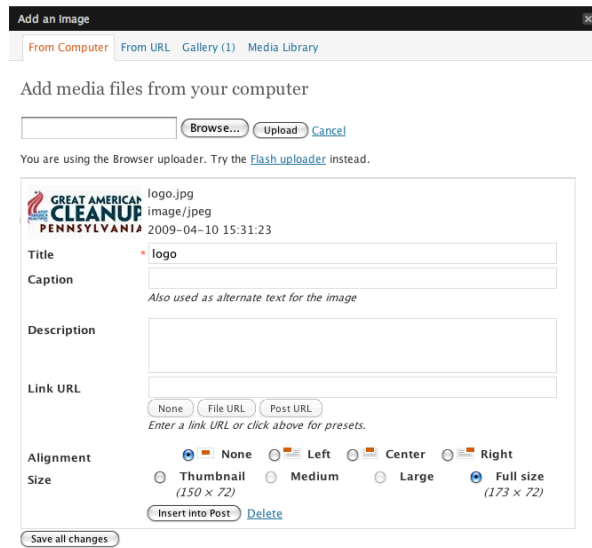 Add an Image
From Computer From URL Gallery (1) Media Library
Add media files from your computer
Browse... Upload Cancel
You are using the Browser uploader. Try the Flash uploader instead.
GREAT AMERICAN
CLEANUP
PENNSYLVANIA
logo.jpg
image/jpeg
2009-04-10 15:31:23
Title * logo
Caption
Also used as alternate text for the image
Description
Link URL
None File URL Post URL
Enter a link URL or click above for presets.
Alignment None Left Center Right
Size Thumbnail Medium Large Full size
(150 × 72) (173 × 72)
Insert into Post Delete
Save all changes